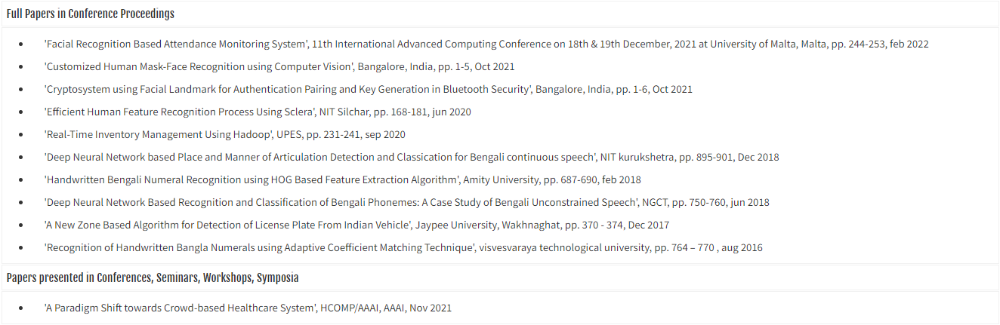 Full Papers in Conference Proceedings
'Facial Recognition Based Attendance Monitoring System', 11th International Advanced Computing Conference on 18th & 19th December, 2021 at University of Malta, Malta, pp. 244-253, feb 2022
'Customized Human Mask-Face Recognition using Computer Vision', Bangalore, India, pp. 1-5, Oct 2021
'Cryptosystem using Facial Landmark for Authentication Pairing and Key Generation in Bluetooth Security', Bangalore, India, pp. 1-6, Oct 2021
'Efficient Human Feature Recognition Process Using Sclera', NIT Silchar, pp. 168-181, jun 2020
'Real-Time Inventory Management Using Hadoop', UPES, pp. 231-241, sep 2020
'Deep Neural Network based Place and Manner of Articulation Detection and Classication for Bengali continuous speech', NIT kurukshetra, pp. 895-901, Dec 2018
'Handwritten Bengali Numeral Recognition using HOG Based Feature Extraction Algorithm', Amity University, pp. 687-690, feb 2018
'Deep Neural Network Based Recognition and Classification of Bengali Phonemes: A Case Study of Bengali Unconstrained Speech', NGCT, pp. 750-760, jun 2018
'A New Zone Based Algorithm for Detection of License Plate From Indian Vehicle', Jaypee University, Wakhnaghat, pp. 370 - 374, Dec 2017
'Recognition of Handwritten Bangla Numerals using Adaptive Coefficient Matching Technique', visvesvaraya technological university, pp. 764 – 770 , aug 2016
Papers presented in Conferences, Seminars, Workshops, Symposia
'A Paradigm Shift towards Crowd-based Healthcare System', HCOMP/AAAI, AAAI, Nov 2021